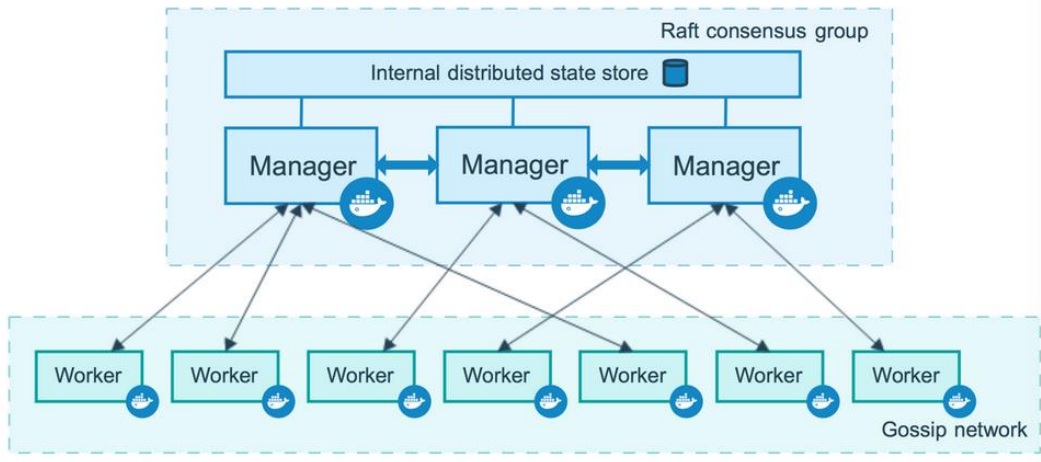 Raft consensus group
Internal distributed state store
Manager
Manager
Manager
Worker
Worker
Worker
Worker
Worker
Worker
Worker
Gossip network